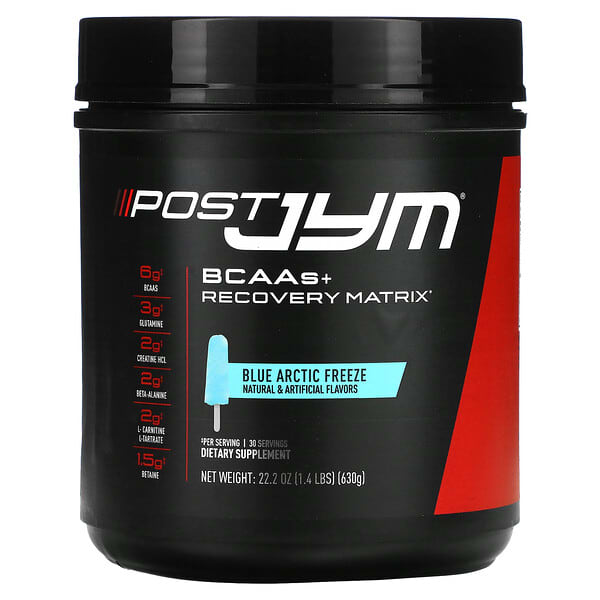 POST JYM®
BCAAs+
RECOVERY MATRIX*
6g‡
BCAAS
3g‡
GLUTAMINE
2g‡
CREATINE HCL
2g‡
BETA-ALANINE
2g‡
L-CARNITINE
L-TARTRATE
1.5g‡
BETAINE
BLUE ARCTIC FREEZE
NATURAL & ARTIFICIAL FLAVORS
‡PER SERVING | 30 SERVINGS
DIETARY SUPPLEMENT
NET WEIGHT: 22.2 OZ (1.4 LBS) (630g)